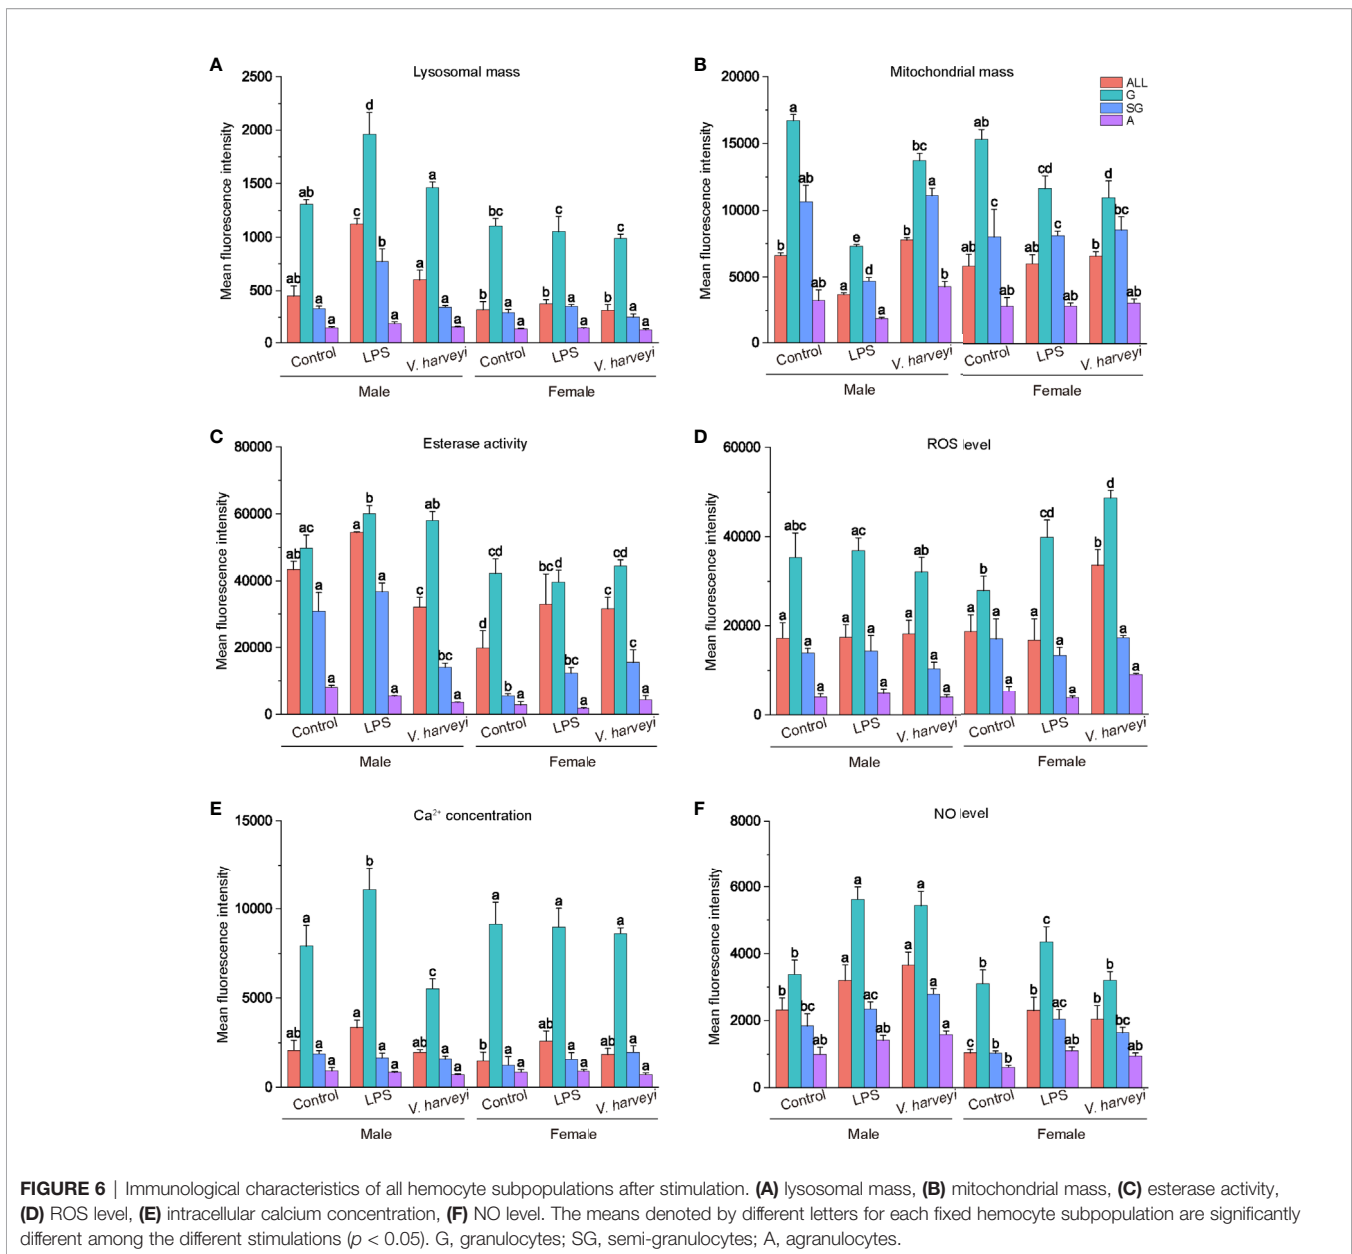 A
Lysosomal mass
Mean fluorescence intensity
2500
2000
1500
1000
500
0
ab ab a a
c d b a
a a a a
b bc a a
b c a a
b c a a
Control LPS V. harveyi Control LPS V. harveyi
Male Female
B
Mitochondrial mass
Mean fluorescence intensity
20000
15000
10000
5000
0
ALL
G
SG
A
b a ab ab
a e d a
b bc a b
ab ab c ab
ab cd c ab
b d bc ab
Control LPS V. harveyi Control LPS V. harveyi
Male Female
C
Esterase activity
Mean fluorescence intensity
80000
60000
40000
20000
0
ab ac a a
a b a a
c ab bc a
d cd b a
bc d bc a
c cd c a
Control LPS V. harveyi Control LPS V. harveyi
Male Female
D
ROS level
Mean fluorescence intensity
60000
40000
20000
0
a abc a a
a ac a a
a ab a a
a b a a
a cd a a
b d a a
Control LPS V. harveyi Control LPS V. harveyi
Male Female
E
Ca²⁺ concentration
Mean fluorescence intensity
15000
10000
5000
0
ab a a a
a b a a
ab c a a
b a a a
ab a a a
ab a a a
Control LPS V. harveyi Control LPS V. harveyi
Male Female
F
NO level
Mean fluorescence intensity
8000
6000
4000
2000
0
b b bc ab
a a ac ab
a a a a
c b b b
b c ac ab
b b bc ab
Control LPS V. harveyi Control LPS V. harveyi
Male Female
FIGURE 6 | Immunological characteristics of all hemocyte subpopulations after stimulation. (A) lysosomal mass, (B) mitochondrial mass, (C) esterase activity,
(D) ROS level, (E) intracellular calcium concentration, (F) NO level. The means denoted by different letters for each fixed hemocyte subpopulation are significantly
different among the different stimulations (p < 0.05). G, granulocytes; SG, semi-granulocytes; A, agranulocytes.